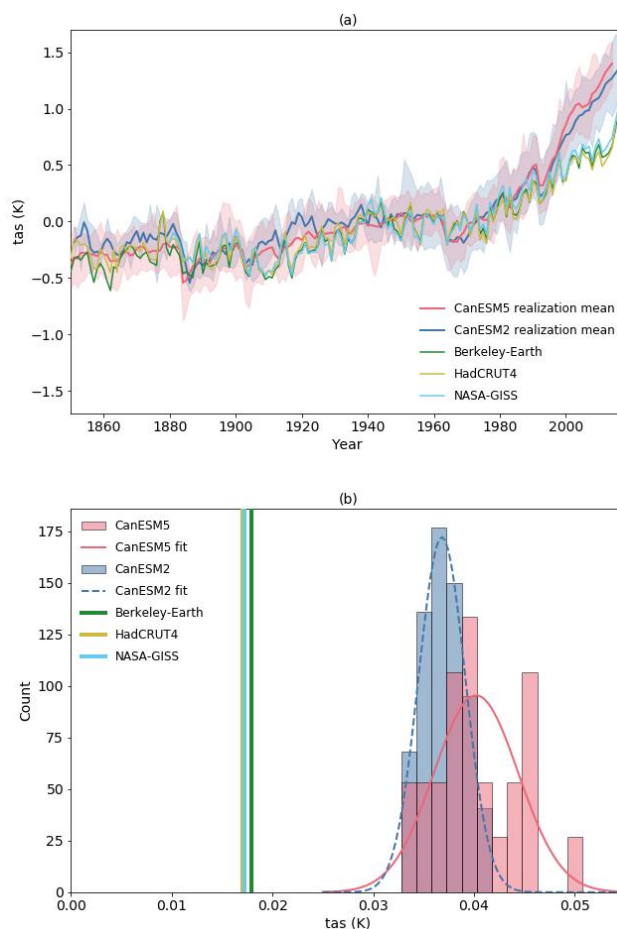 (a)
1.5
1.0
0.5
0.0
−0.5
−1.0
−1.5
tas (K)
CanESM5 realization mean
CanESM2 realization mean
Berkeley-Earth
HadCRUT4
NASA-GISS
1860 1880 1900 1920 1940 1960 1980 2000
Year
(b)
175
150
125
100
75
50
25
0
Count
CanESM5
CanESM5 fit
CanESM2
CanESM2 fit
Berkeley-Earth
HadCRUT4
NASA-GISS
0.00 0.01 0.02 0.03 0.04 0.05
tas (K)